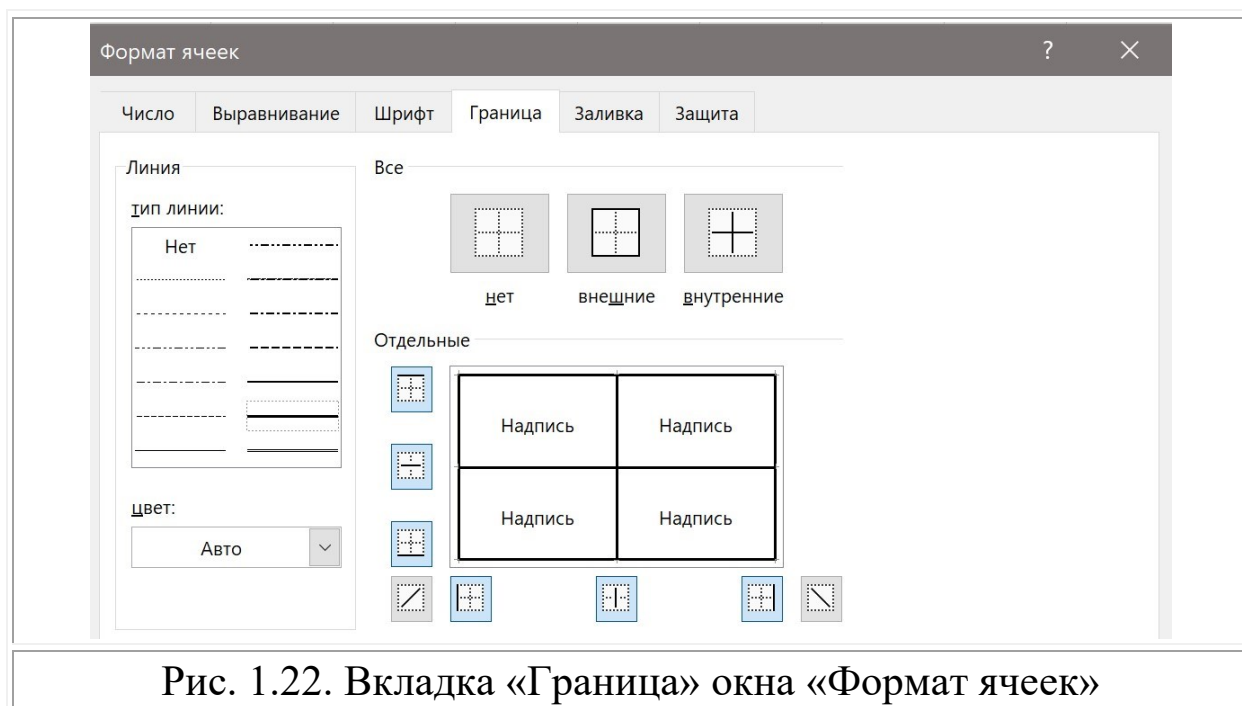 Формат ячеек ?
Число Выравнивание Шрифт Граница Заливка Защита
Линия
тип линии:
Нет
цвет:
Авто
Все
нет внешние внутренние
Отдельные
Надпись Надпись
Надпись Надпись
Рис. 1.22. Вкладка «Граница» окна «Формат ячеек»